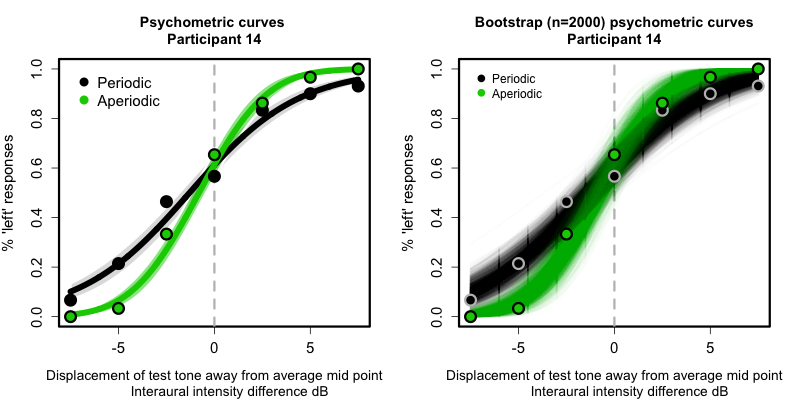 Psychometric curves
Participant 14
% 'left' responses
1.0
0.8
0.6
0.4
0.2
0.0
Periodic
Aperiodic
-5
0
5
Displacement of test tone away from average mid point
Interaural intensity difference dB
Bootstrap (n=2000) psychometric curves
Participant 14
% 'left' responses
1.0
0.8
0.6
0.4
0.2
0.0
Periodic
Aperiodic
-5
0
5
Displacement of test tone away from average mid point
Interaural intensity difference dB